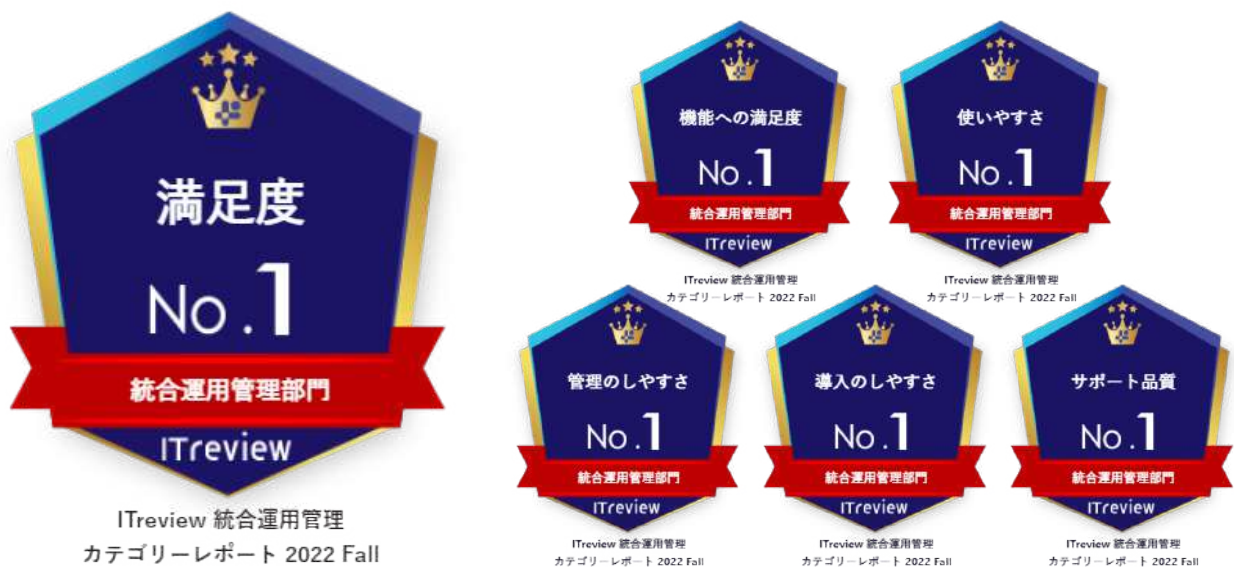 満足度
No.1
統合運用管理部門
ITreview
ITreview 統合運用管理
カテゴリーレポート 2022 Fall
機能への満足度
No.1
統合運用管理部門
ITreview
ITreview 統合運用管理
カテゴリーレポート 2022 Fall
使いやすさ
No.1
統合運用管理部門
ITreview
ITreview 統合運用管理
カテゴリーレポート 2022 Fall
管理のしやすさ
No.1
統合運用管理部門
ITreview
ITreview 統合運用管理
カテゴリーレポート 2022 Fall
導入のしやすさ
No.1
統合運用管理部門
ITreview
ITreview 統合運用管理
カテゴリーレポート 2022 Fall
サポート品質
No.1
統合運用管理部門
ITreview
ITreview 統合運用管理
カテゴリーレポート 2022 Fall